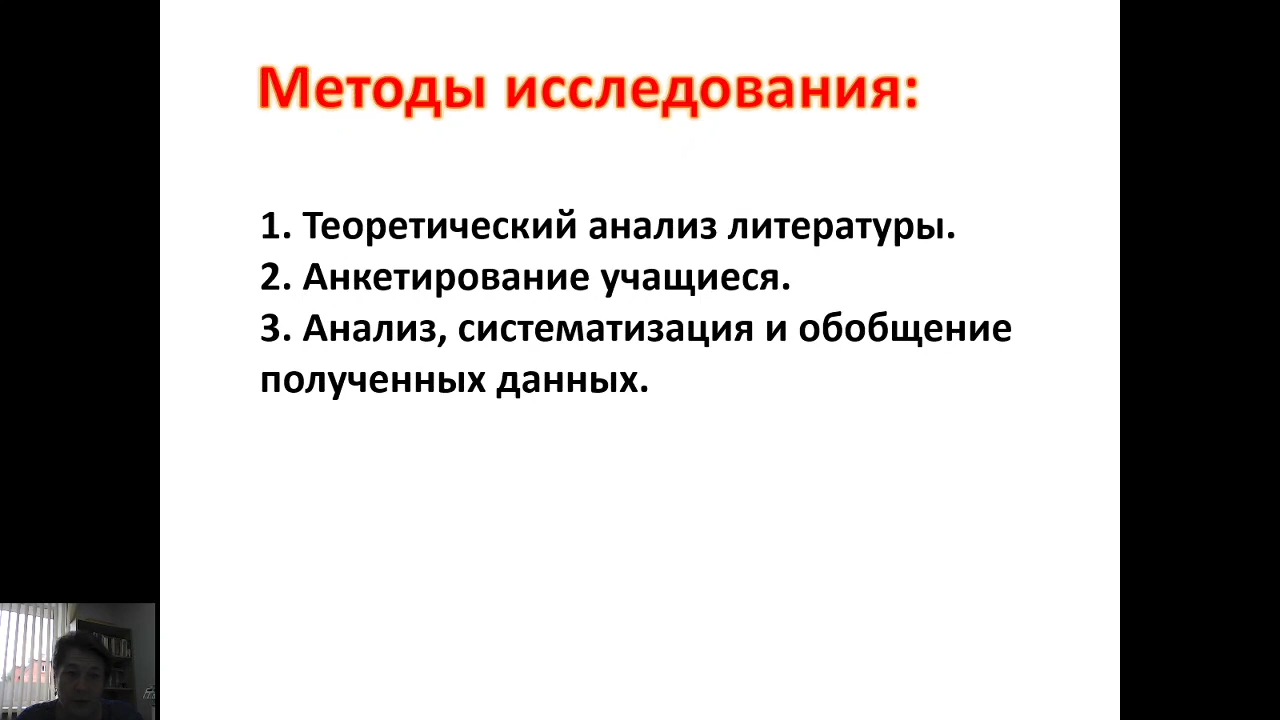 Методы исследования:
1. Теоретический анализ литературы.
2. Анкетирование учащиеся.
3. Анализ, систематизация и обобщение
полученных данных.